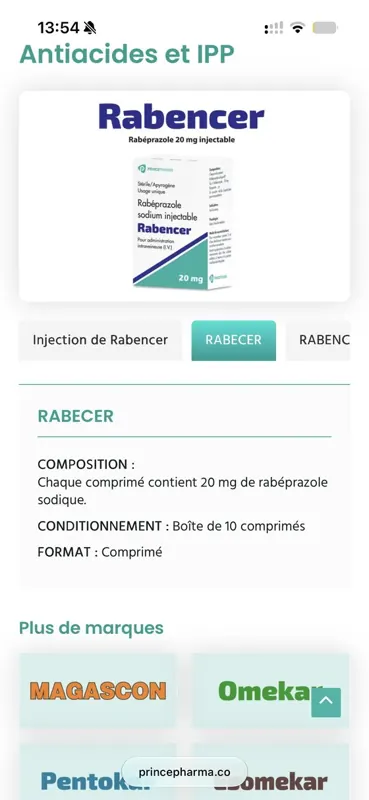 13:54
Antiacides et IPP
Rabencer
Rabéprazole 20 mg injectable
Stérile/Apyrogène
Usage unique
Rabéprazole
sodium injectable
Rabencer
Pour administration
intraveineuse (I.V.)
20 mg
Injection de Rabencer
RABECER
RABENC
RABECER
COMPOSITION :
Chaque comprimé contient 20 mg de rabéprazole
sodique.
CONDITIONNEMENT : Boîte de 10 comprimés
FORMAT : Comprimé
Plus de marques
MAGASCON
Omekar
princepharma.co